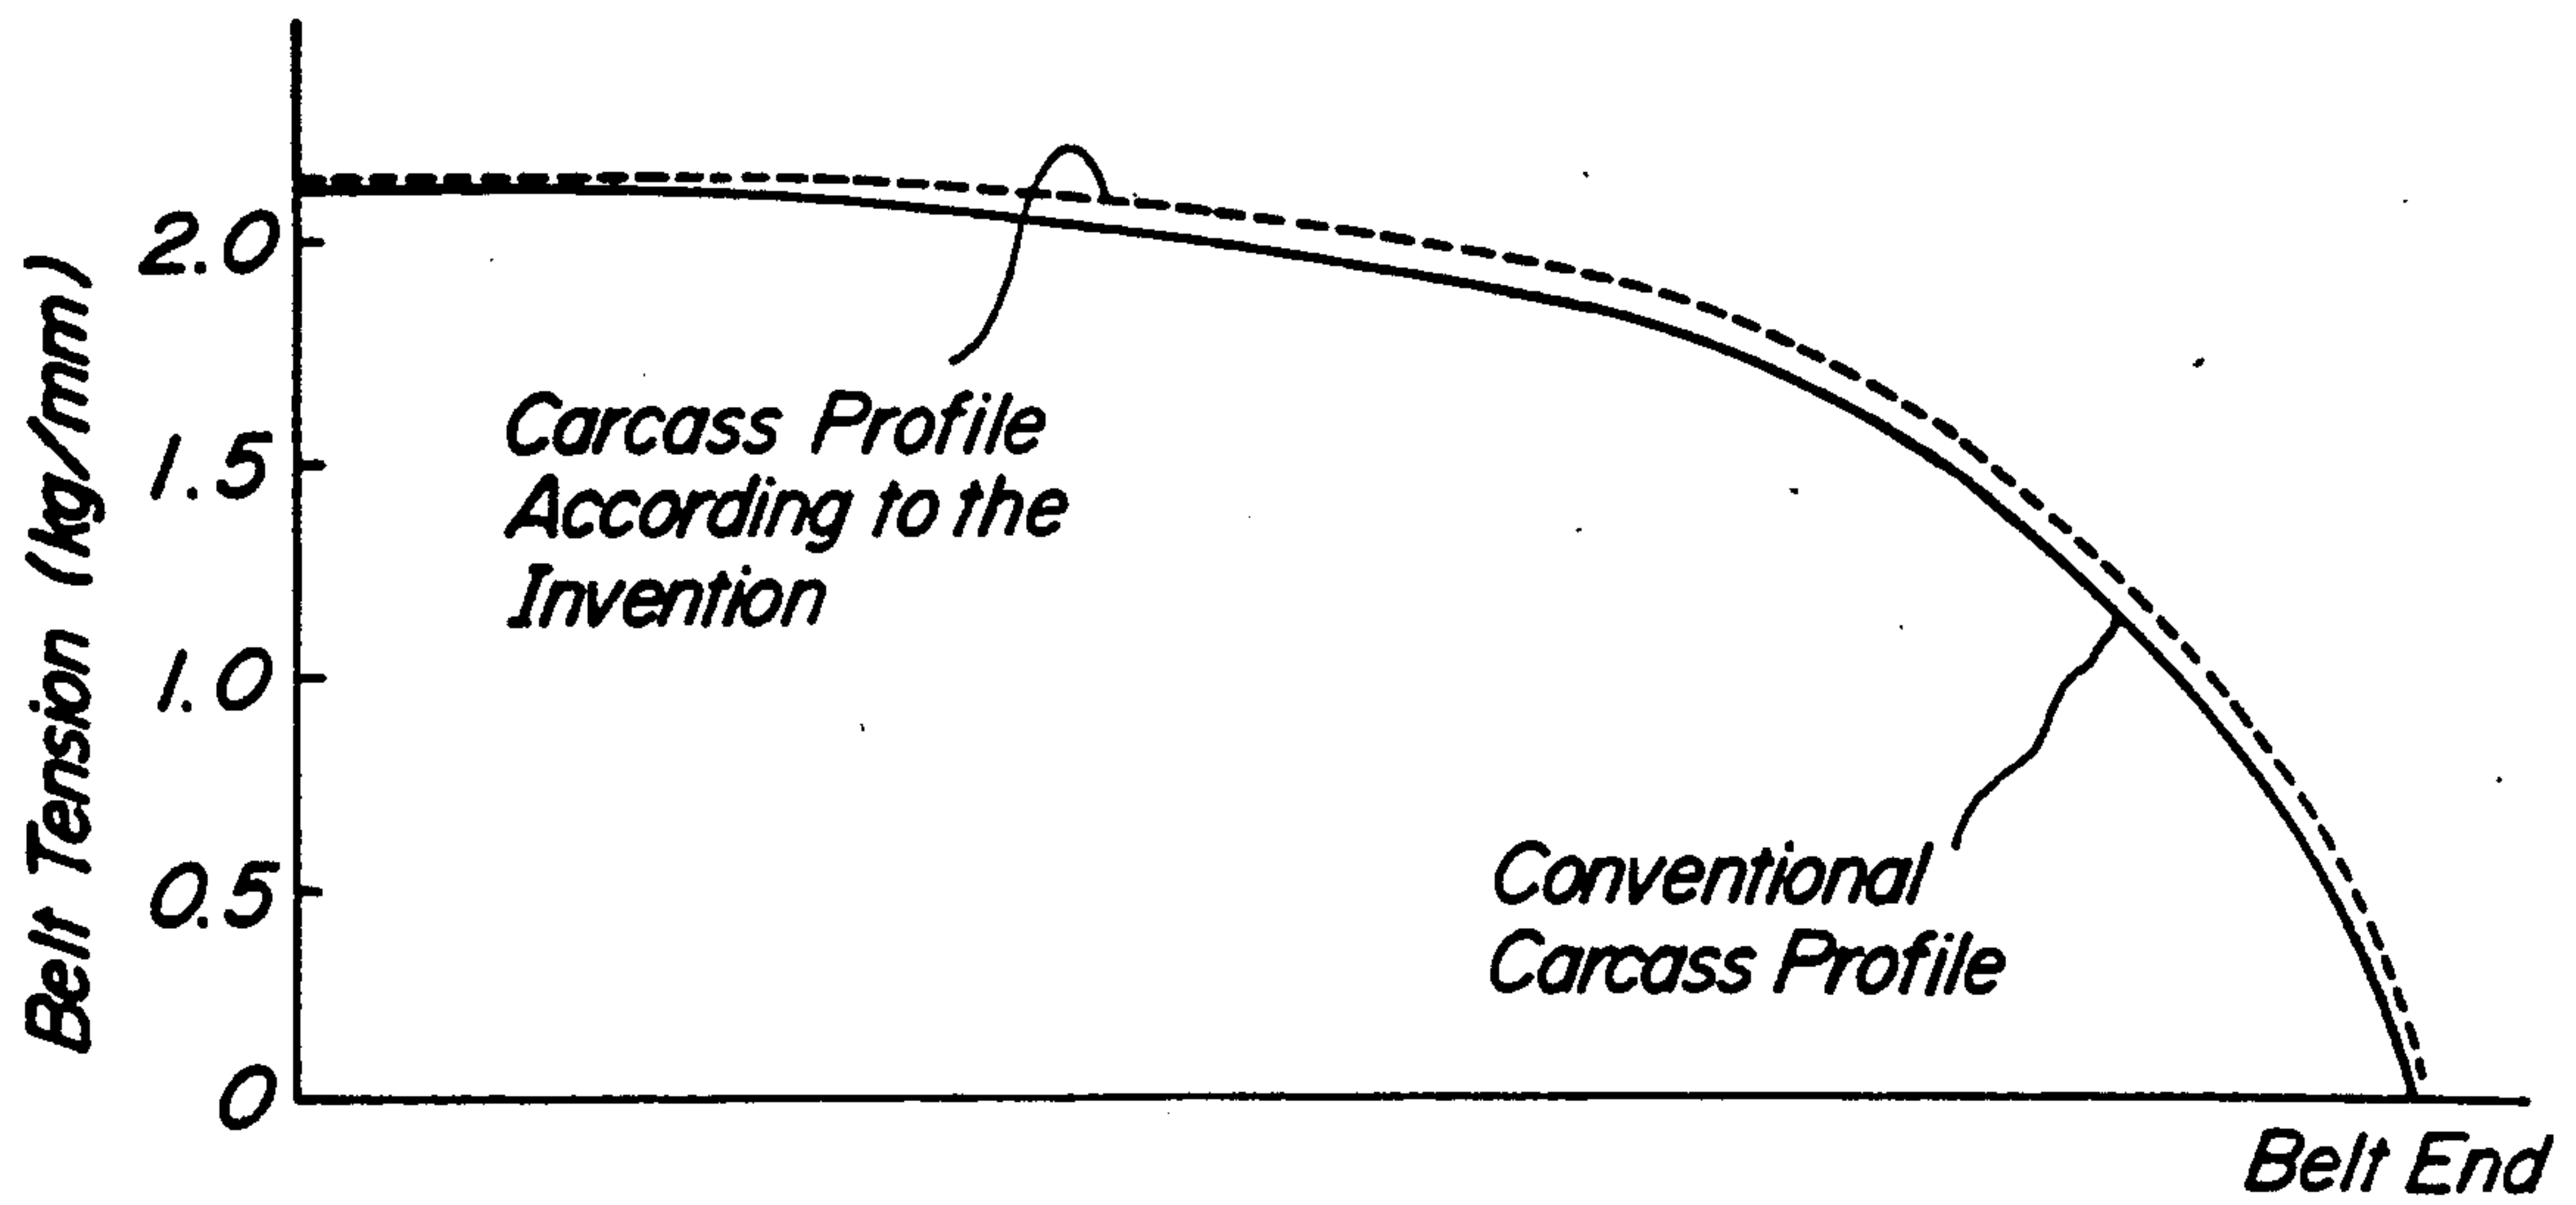 Belt Tension (kg/mm)
2.0
1.5
1.0
0.5
0
Carcass Profile
According to the
Invention
Conventional
Carcass Profile
Belt End